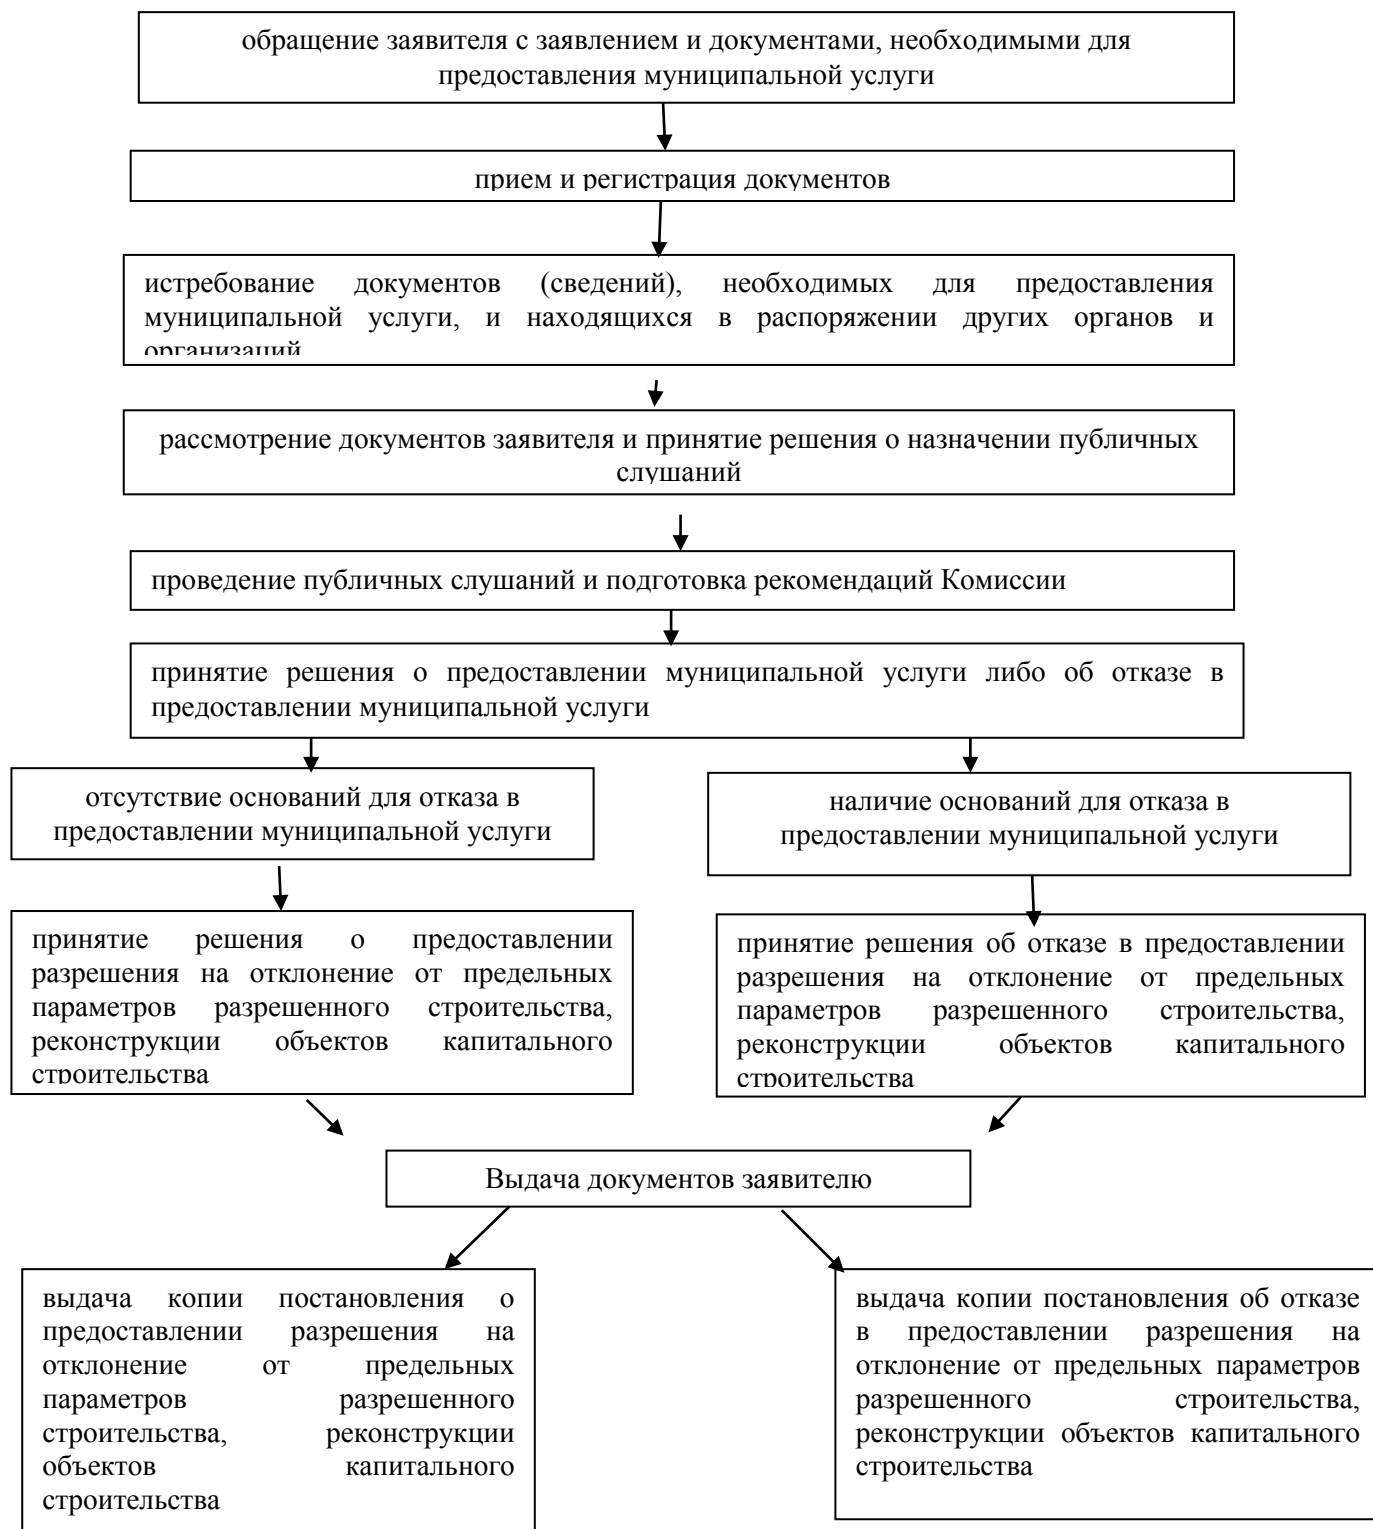 обращение заявителя с заявлением и документами, необходимыми для
предоставления муниципальной услуги
прием и регистрация документов
истребование документов (сведений), необходимых для предоставления
муниципальной услуги, и находящихся в распоряжении других органов и
организаций
рассмотрение документов заявителя и принятие решения о назначении публичных
слушаний
проведение публичных слушаний и подготовка рекомендаций Комиссии
принятие решения о предоставлении муниципальной услуги либо об отказе в
предоставлении муниципальной услуги
отсутствие оснований для отказа в
предоставлении муниципальной услуги
наличие оснований для отказа в
предоставлении муниципальной услуги
принятие решения о предоставлении
разрешения на отклонение от предельных
параметров разрешенного строительства,
реконструкции объектов капитального
строительства
принятие решения об отказе в предоставлении
разрешения на отклонение от предельных
параметров разрешенного строительства,
реконструкции объектов капитального
строительства
Выдача документов заявителю
выдача копии постановления о
предоставлении разрешения на
отклонение от предельных
параметров разрешенного
строительства, реконструкции
объектов капитального
строительства
выдача копии постановления об отказе
в предоставлении разрешения на
отклонение от предельных параметров
разрешенного строительства,
реконструкции объектов капитального
строительства